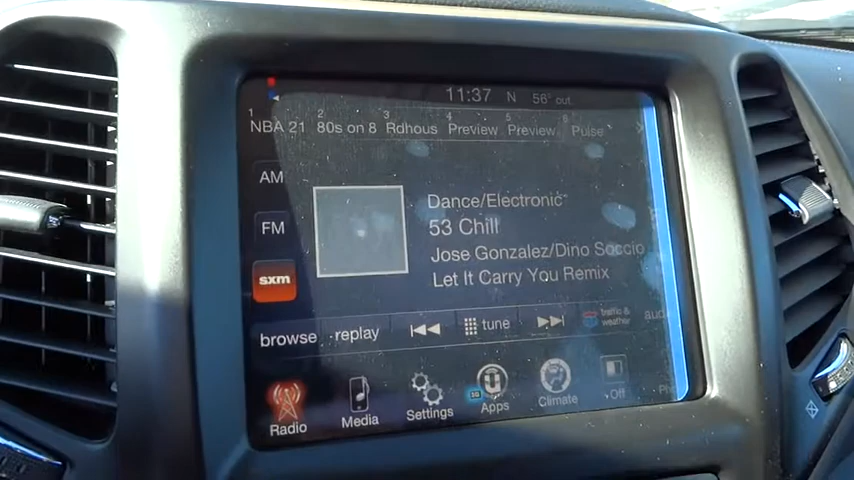 11:37 N 56° out
1 2 3 4 5 6
NBA 21 80s on 8 Rdhous Preview Preview Pulse
AM
FM
sxm
Dance/Electronic
53 Chill
Jose Gonzalez/Dino Soccio
Let It Carry You Remix
browse replay tune traffic & weather
Radio Media Settings Apps Climate Off